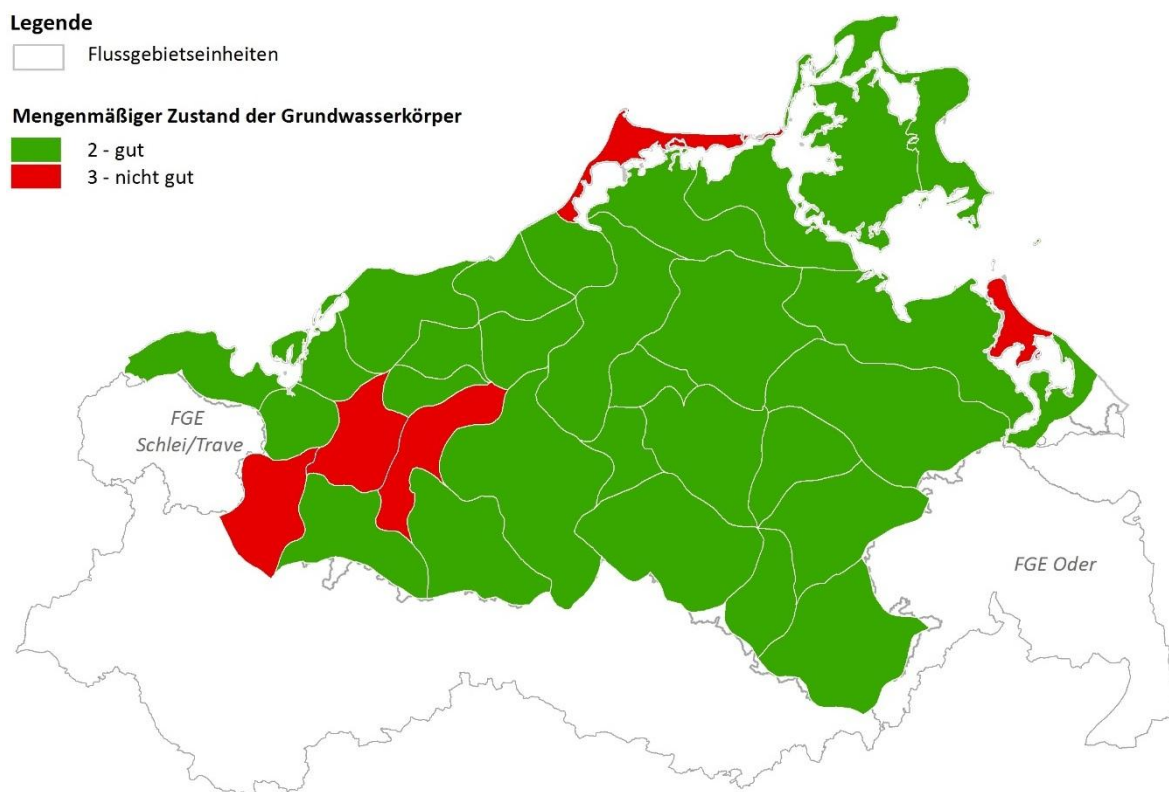 Legende
Flussgebietseinheiten
Mengenmäßiger Zustand der Grundwasserkörper
2 - gut
3 - nicht gut
FGE
Schlei/Trave
FGE Oder